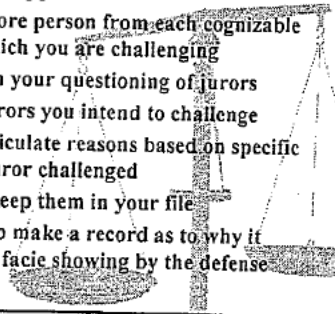 ore person from each cognizable
ich you are challenging
your questioning of jurors
rors you intend to challenge
iculate reasons based on specific
uror challenged
eep them in your file
make a record as to why it
facie showing by the defense